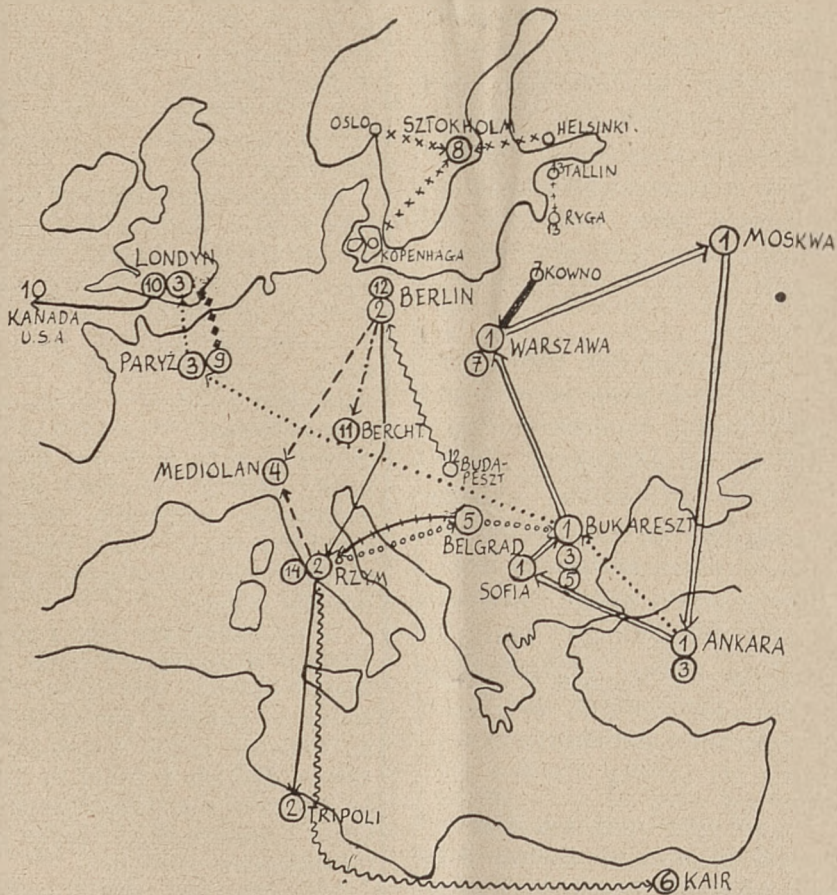 OSLO
SZTOKHOLM
8
HELSINKI.
13
TALLIN
RYGA
13
KOPENHAGA
1
MOSKWA
LONDYN
10
3
10
KANADA
U.S.A
12
2
BERLIN
7
KOWNO
1
WARSZAWA
7
PARYŻ
3
9
11
BERCHT.
MEDIOLAN
4
12
BUDA-
PESZT
5
BELGRAD
1
BUKARESZT
3
5
1
SOFIA
14
2
RZYM
1
ANKARA
3
2
TRIPOLI
6
KAIR